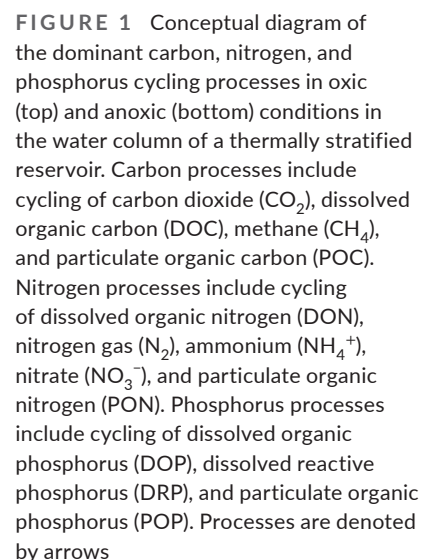 FIGURE 1 Conceptual diagram of
the dominant carbon, nitrogen, and
phosphorus cycling processes in oxic
(top) and anoxic (bottom) conditions in
the water column of a thermally stratified
reservoir. Carbon processes include
cycling of carbon dioxide (CO₂), dissolved
organic carbon (DOC), methane (CH₄),
and particulate organic carbon (POC).
Nitrogen processes include cycling
of dissolved organic nitrogen (DON),
nitrogen gas (N₂), ammonium (NH₄⁺),
nitrate (NO₃⁻), and particulate organic
nitrogen (PON). Phosphorus processes
include cycling of dissolved organic
phosphorus (DOP), dissolved reactive
phosphorus (DRP), and particulate organic
phosphorus (POP). Processes are denoted
by arrows